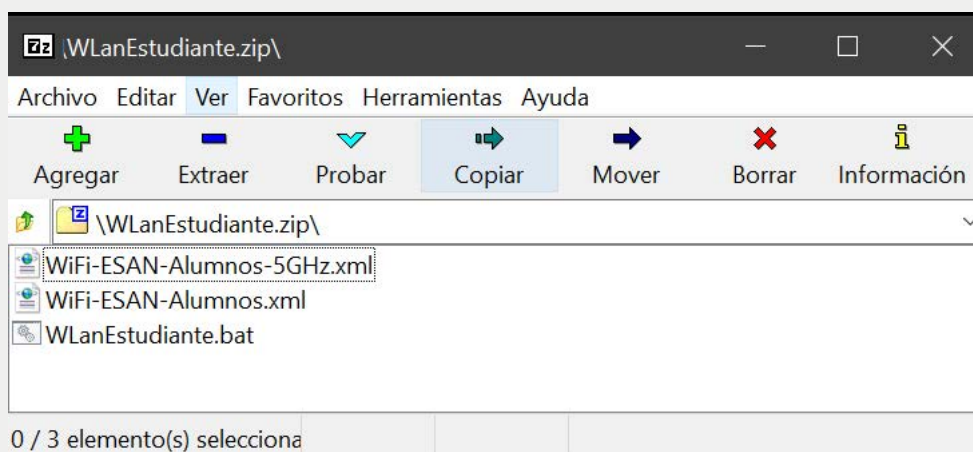 7z \WLanEstudiante.zip\
Archivo Editar Ver Favoritos Herramientas Ayuda
Agregar Extraer Probar Copiar Mover Borrar Información
\WLanEstudiante.zip\
WiFi-ESAN-Alumnos-5GHz.xml
WiFi-ESAN-Alumnos.xml
WLanEstudiante.bat
0 / 3 elemento(s) selecciona